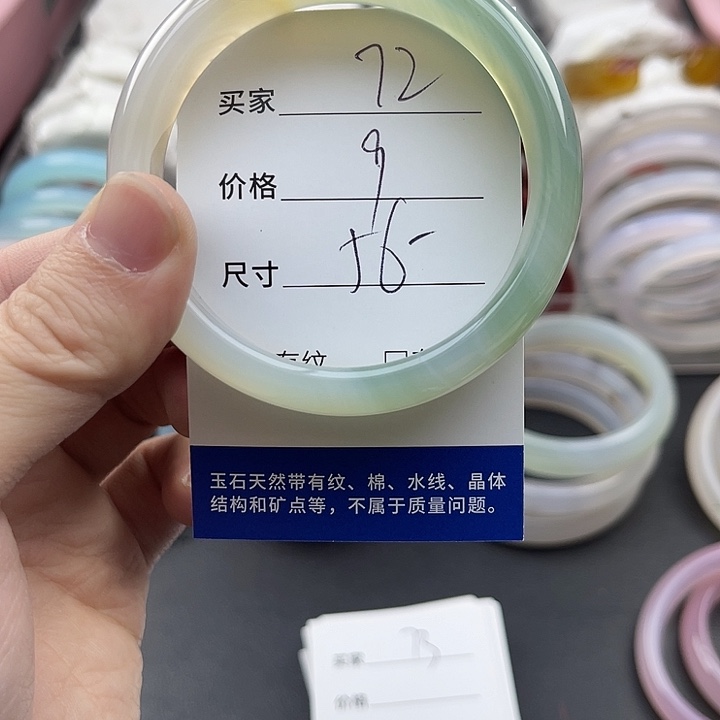 买家 72
价格 9
尺寸 56
有纹
玉石天然带有纹、棉、水线、晶体
结构和矿点等，不属于质量问题。
买家
价格